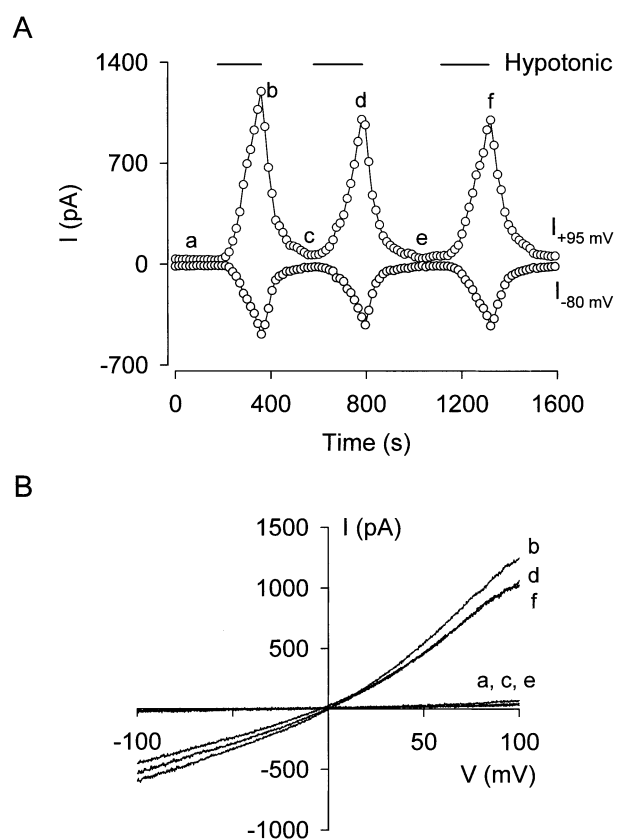 A
1400
Hypotonic
b
d
f
700
I (pA)
a
c
e
I+95 mV
0
I-80 mV
-700
0 400 800 1200 1600
Time (s)
B
1500
I (pA)
b
1000
d
f
500
a, c, e
-100
50
100
V (mV)
-500
-1000